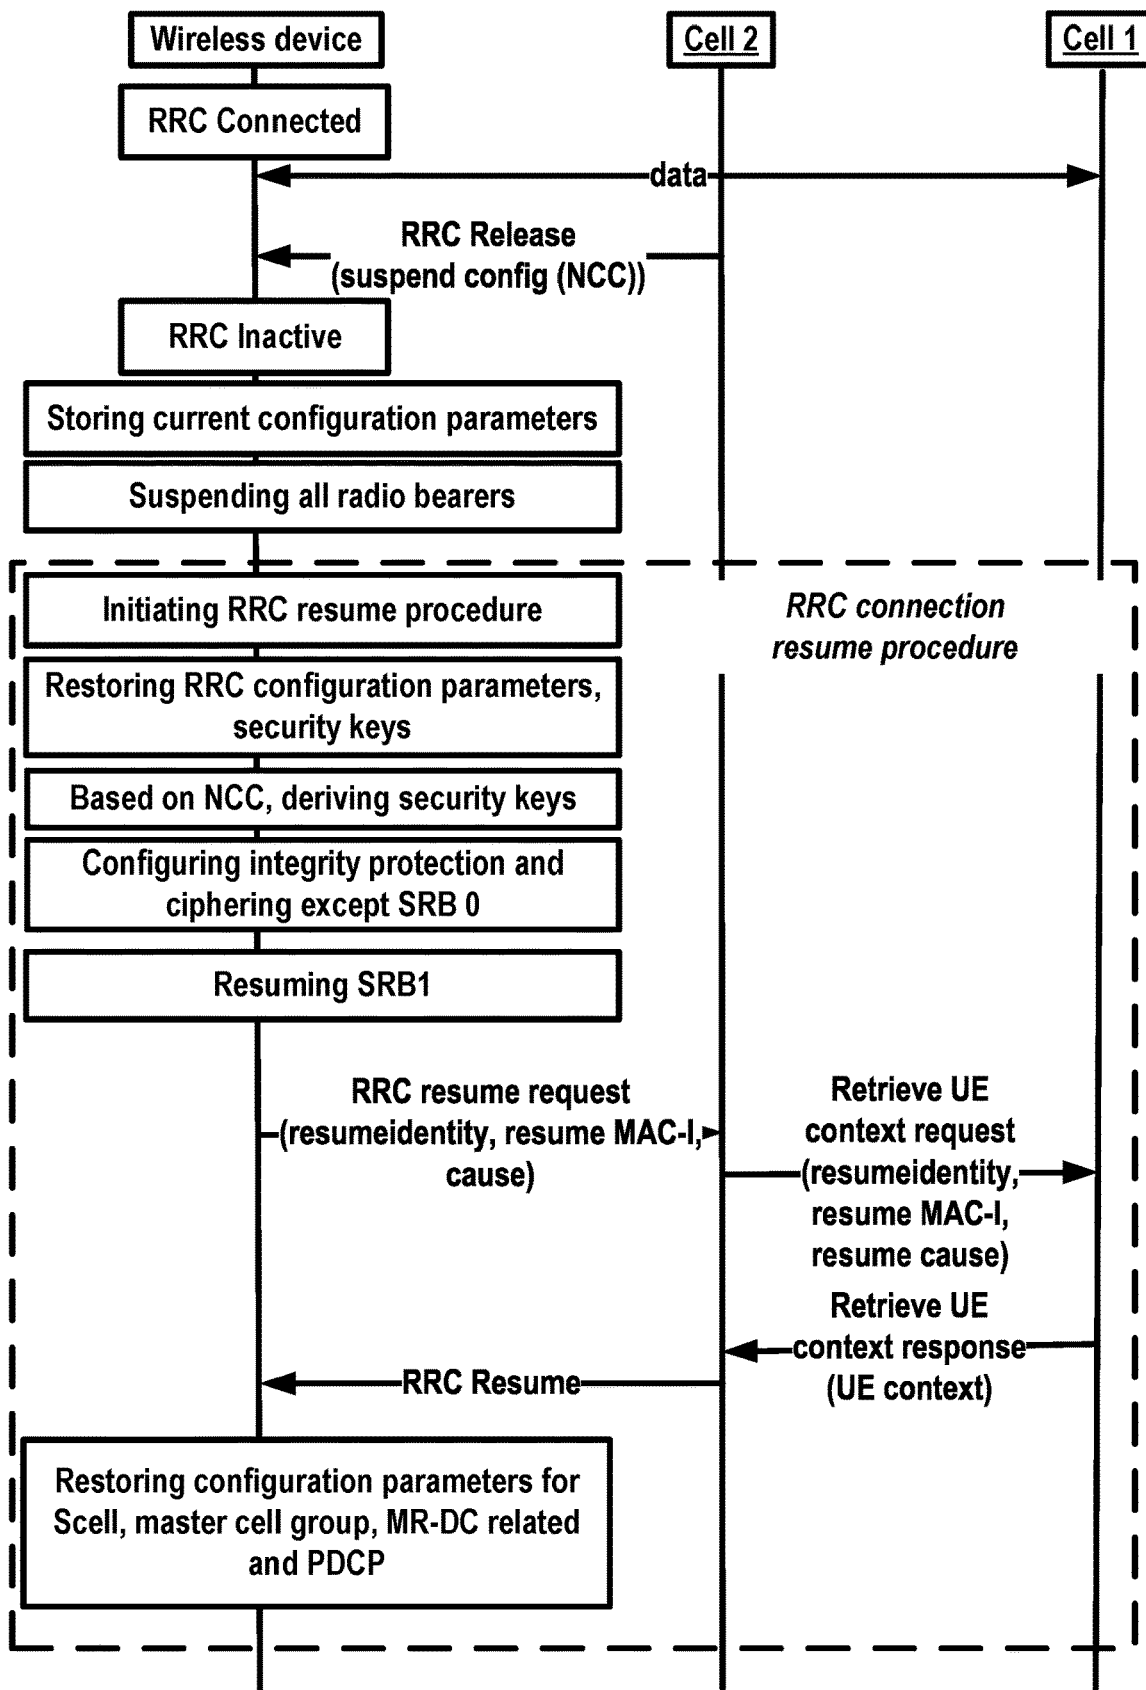 Wireless device
Cell 2
Cell 1
RRC Connected
data
RRC Release
(suspend config (NCC))
RRC Inactive
Storing current configuration parameters
Suspending all radio bearers
Initiating RRC resume procedure
RRC connection
resume procedure
Restoring RRC configuration parameters,
security keys
Based on NCC, deriving security keys
Configuring integrity protection and
ciphering except SRB 0
Resuming SRB1
RRC resume request
(resumeidentity, resume MAC-I,
cause)
Retrieve UE
context request
(resumeidentity,
resume MAC-I,
resume cause)
Retrieve UE
context response
(UE context)
RRC Resume
Restoring configuration parameters for
Scell, master cell group, MR-DC related
and PDCP